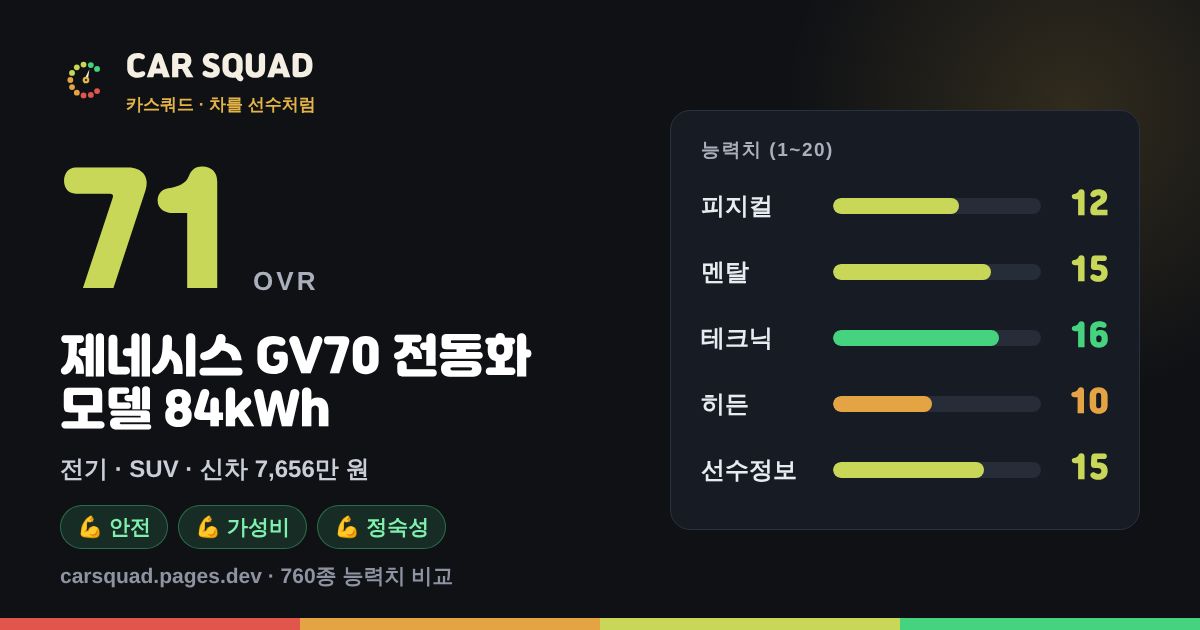 CAR SQUAD
카스쿼드 · 차를 선수처럼
71 OVR
제네시스 GV70 전동화
모델 84kWh
전기 · SUV · 신차 7,656만 원
💪 안전 💪 가성비 💪 정숙성
carsquad.pages.dev · 760종 능력치 비교
능력치 (1~20)
피지컬 12
멘탈 15
테크닉 16
히든 10
선수정보 15